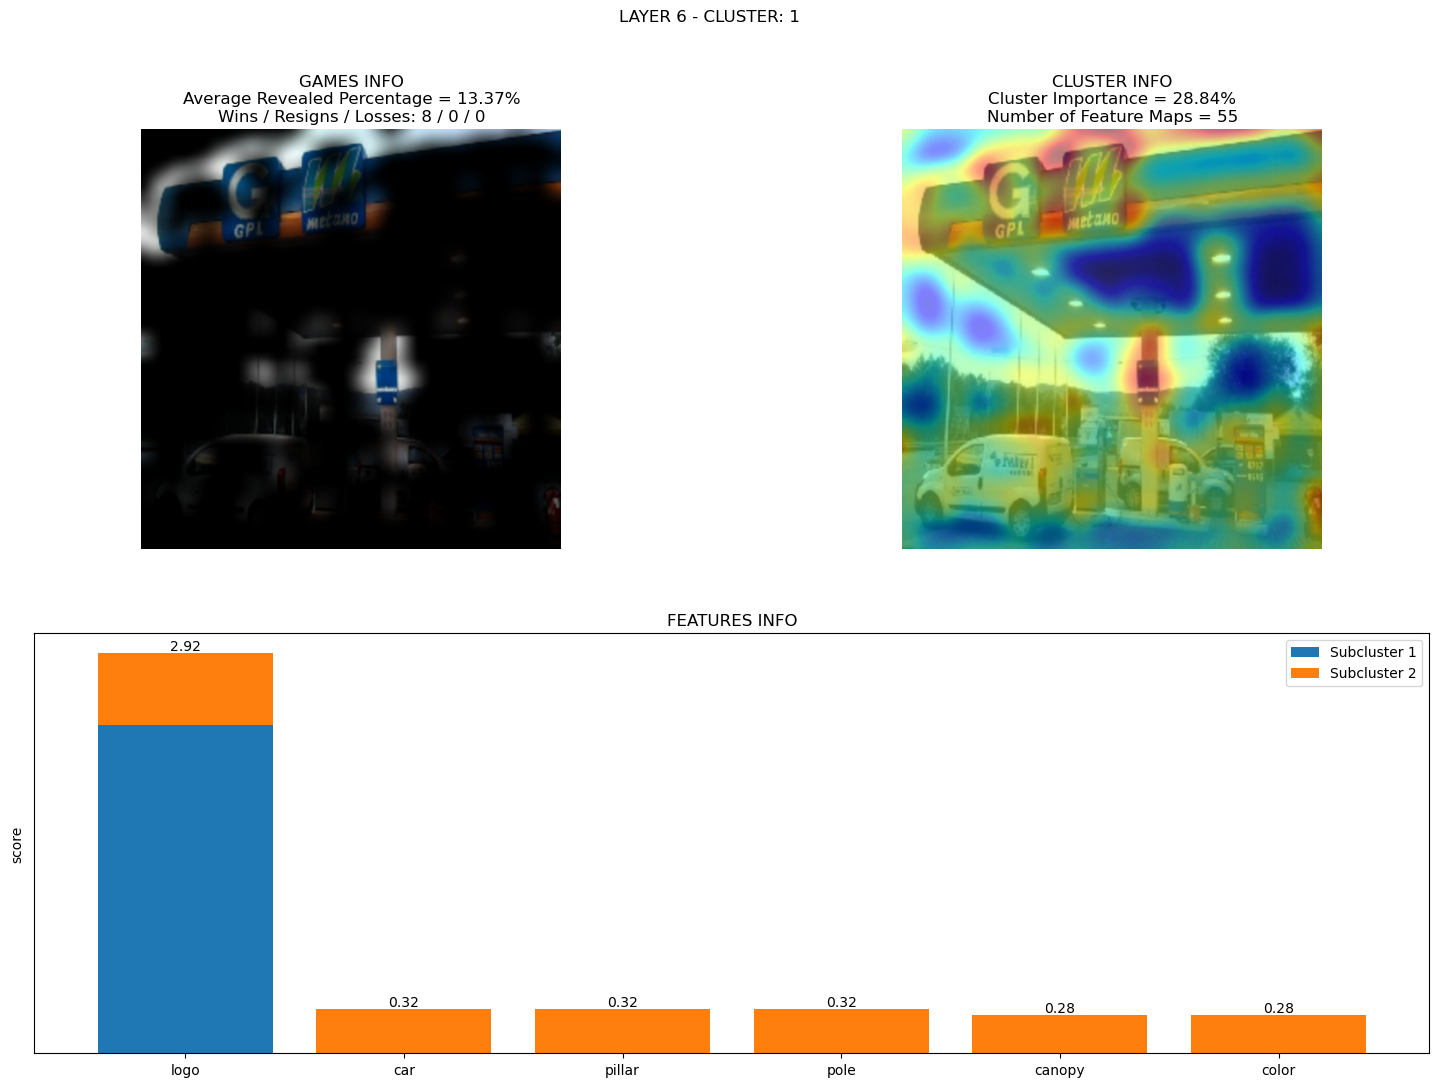 LAYER 6 - CLUSTER: 1
GAMES INFO
Average Revealed Percentage = 13.37%
Wins / Resigns / Losses: 8 / 0 / 0
G
GPL
metano
CLUSTER INFO
Cluster Importance = 28.84%
Number of Feature Maps = 55
G
GPL
metano
FEATURES INFO
2.92
0.32
0.32
0.32
0.28
0.28
Subcluster 1
Subcluster 2
score
logo
car
pillar
pole
canopy
color